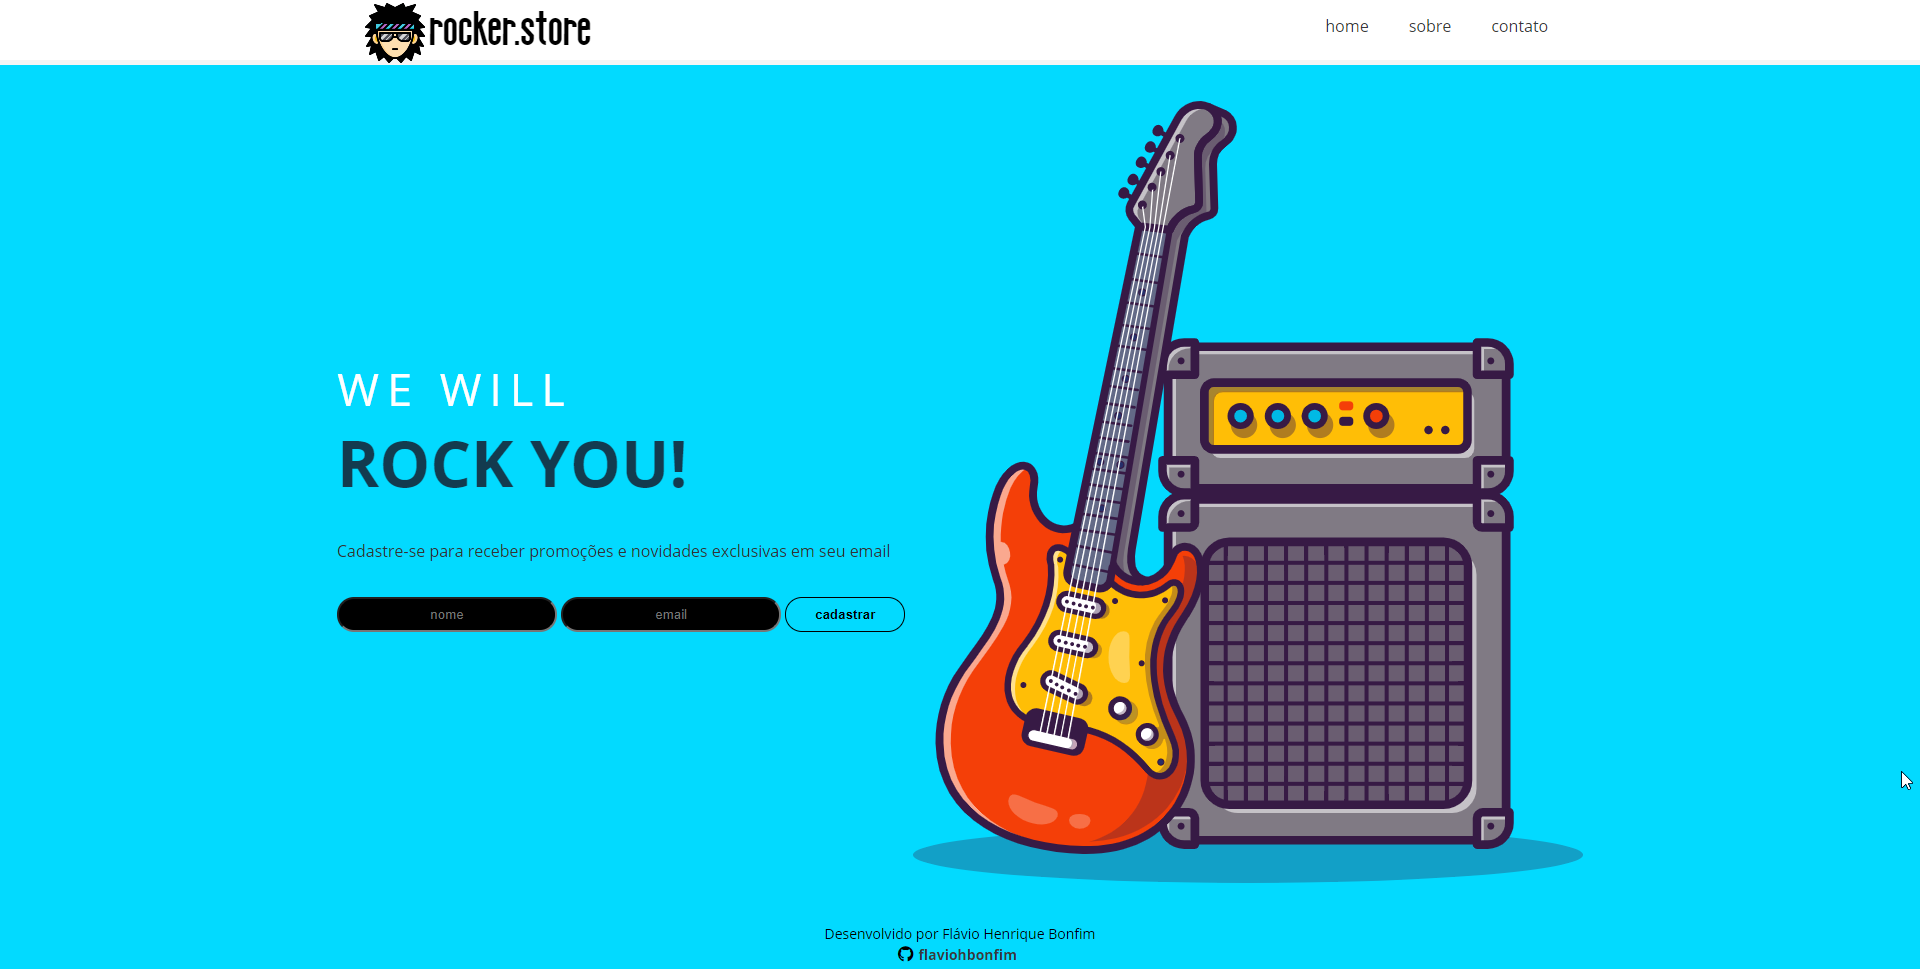 rocker.store
home sobre contato
WE WILL
ROCK YOU!
Cadastre-se para receber promoções e novidades exclusivas em seu email
nome email cadastrar
Desenvolvido por Flávio Henrique Bonfim
flaviohbonfim